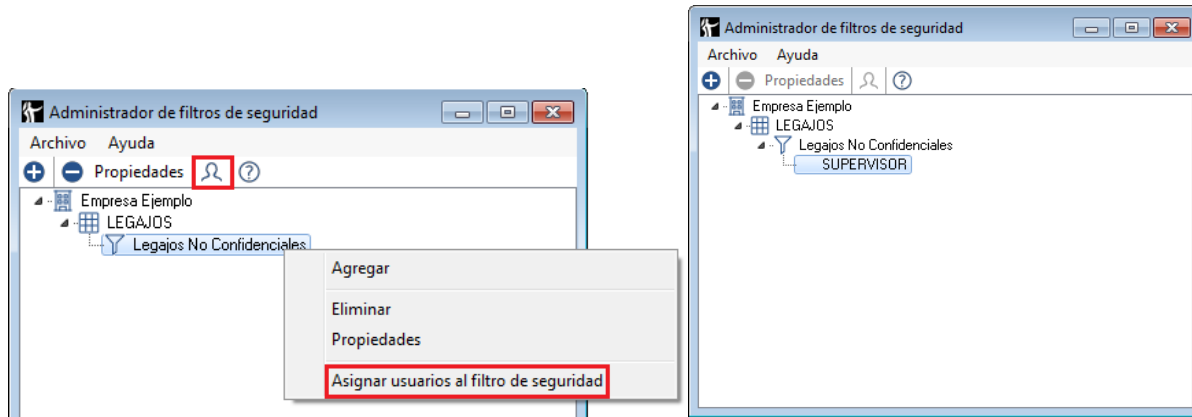 Administrador de filtros de seguridad
Archivo Ayuda
Propiedades
Empresa Ejemplo
LEGAJOS
Legajos No Confidenciales
Agregar
Eliminar
Propiedades
Asignar usuarios al filtro de seguridad
Administrador de filtros de seguridad
Archivo Ayuda
Propiedades
Empresa Ejemplo
LEGAJOS
Legajos No Confidenciales
SUPERVISOR